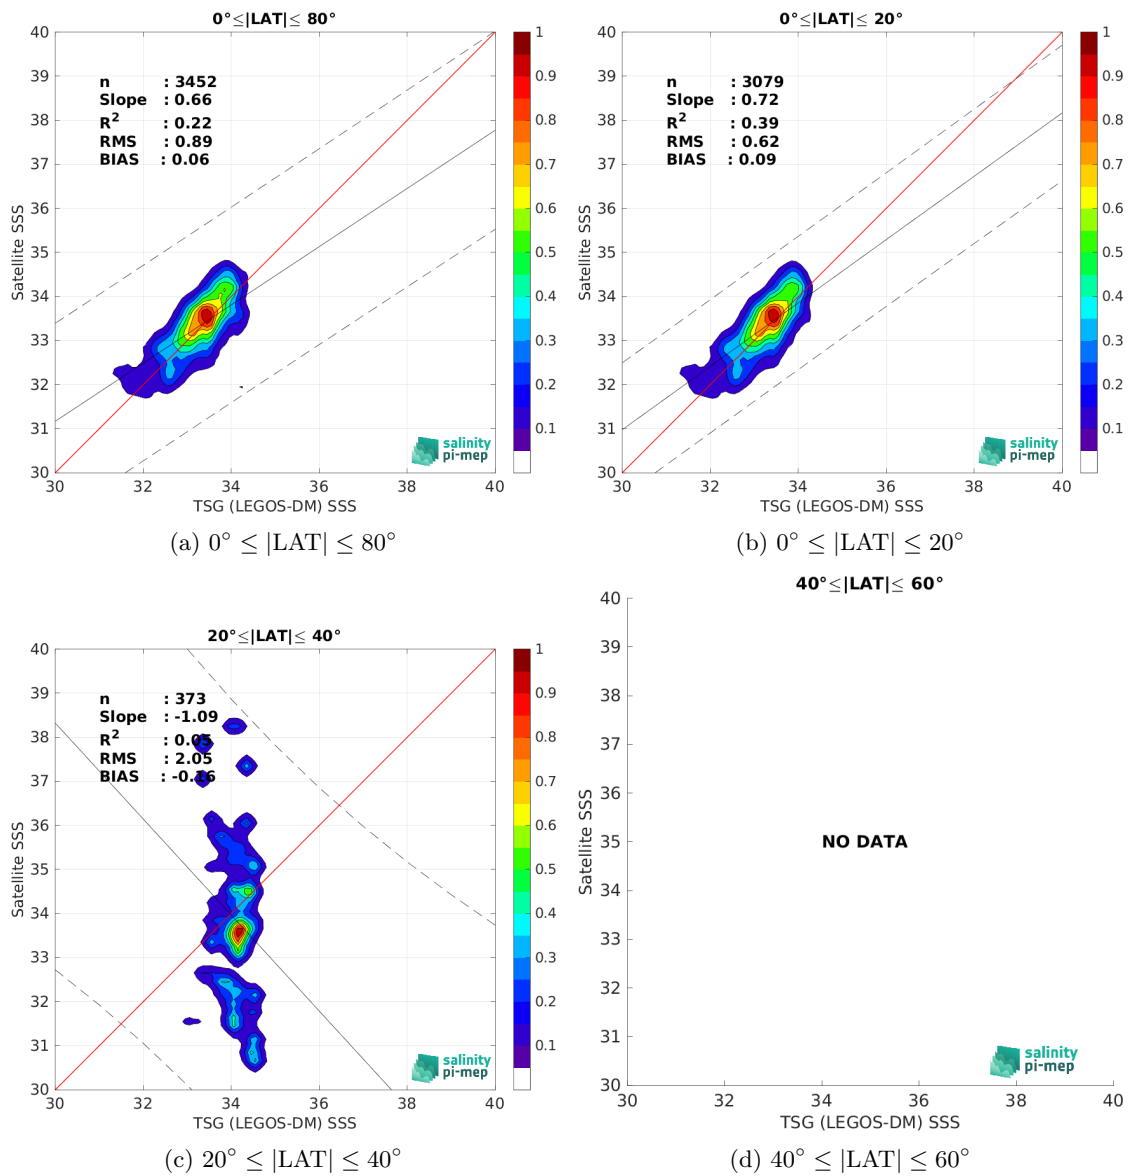 0°≤|LAT|≤ 80°
40
39
38
37
36
35
34
33
32
31
30
Satellite SSS
n : 3452
Slope : 0.66
R² : 0.22
RMS : 0.89
BIAS : 0.06
salinity
pi-mep
30 32 34 36 38 40
TSG (LEGOS-DM) SSS
1
0.9
0.8
0.7
0.6
0.5
0.4
0.3
0.2
0.1
(a) 0° ≤ |LAT| ≤ 80°
0°≤|LAT|≤ 20°
40
39
38
37
36
35
34
33
32
31
30
Satellite SSS
n : 3079
Slope : 0.72
R² : 0.39
RMS : 0.62
BIAS : 0.09
salinity
pi-mep
30 32 34 36 38 40
TSG (LEGOS-DM) SSS
1
0.9
0.8
0.7
0.6
0.5
0.4
0.3
0.2
0.1
(b) 0° ≤ |LAT| ≤ 20°
20°≤|LAT|≤ 40°
40
39
38
37
36
35
34
33
32
31
30
Satellite SSS
n : 373
Slope : -1.09
R² : 0.05
RMS : 2.05
BIAS : -0.16
salinity
pi-mep
30 32 34 36 38 40
TSG (LEGOS-DM) SSS
1
0.9
0.8
0.7
0.6
0.5
0.4
0.3
0.2
0.1
(c) 20° ≤ |LAT| ≤ 40°
40°≤|LAT|≤ 60°
40
39
38
37
36
35
34
33
32
31
30
Satellite SSS
NO DATA
salinity
pi-mep
30 32 34 36 38 40
TSG (LEGOS-DM) SSS
(d) 40° ≤ |LAT| ≤ 60°